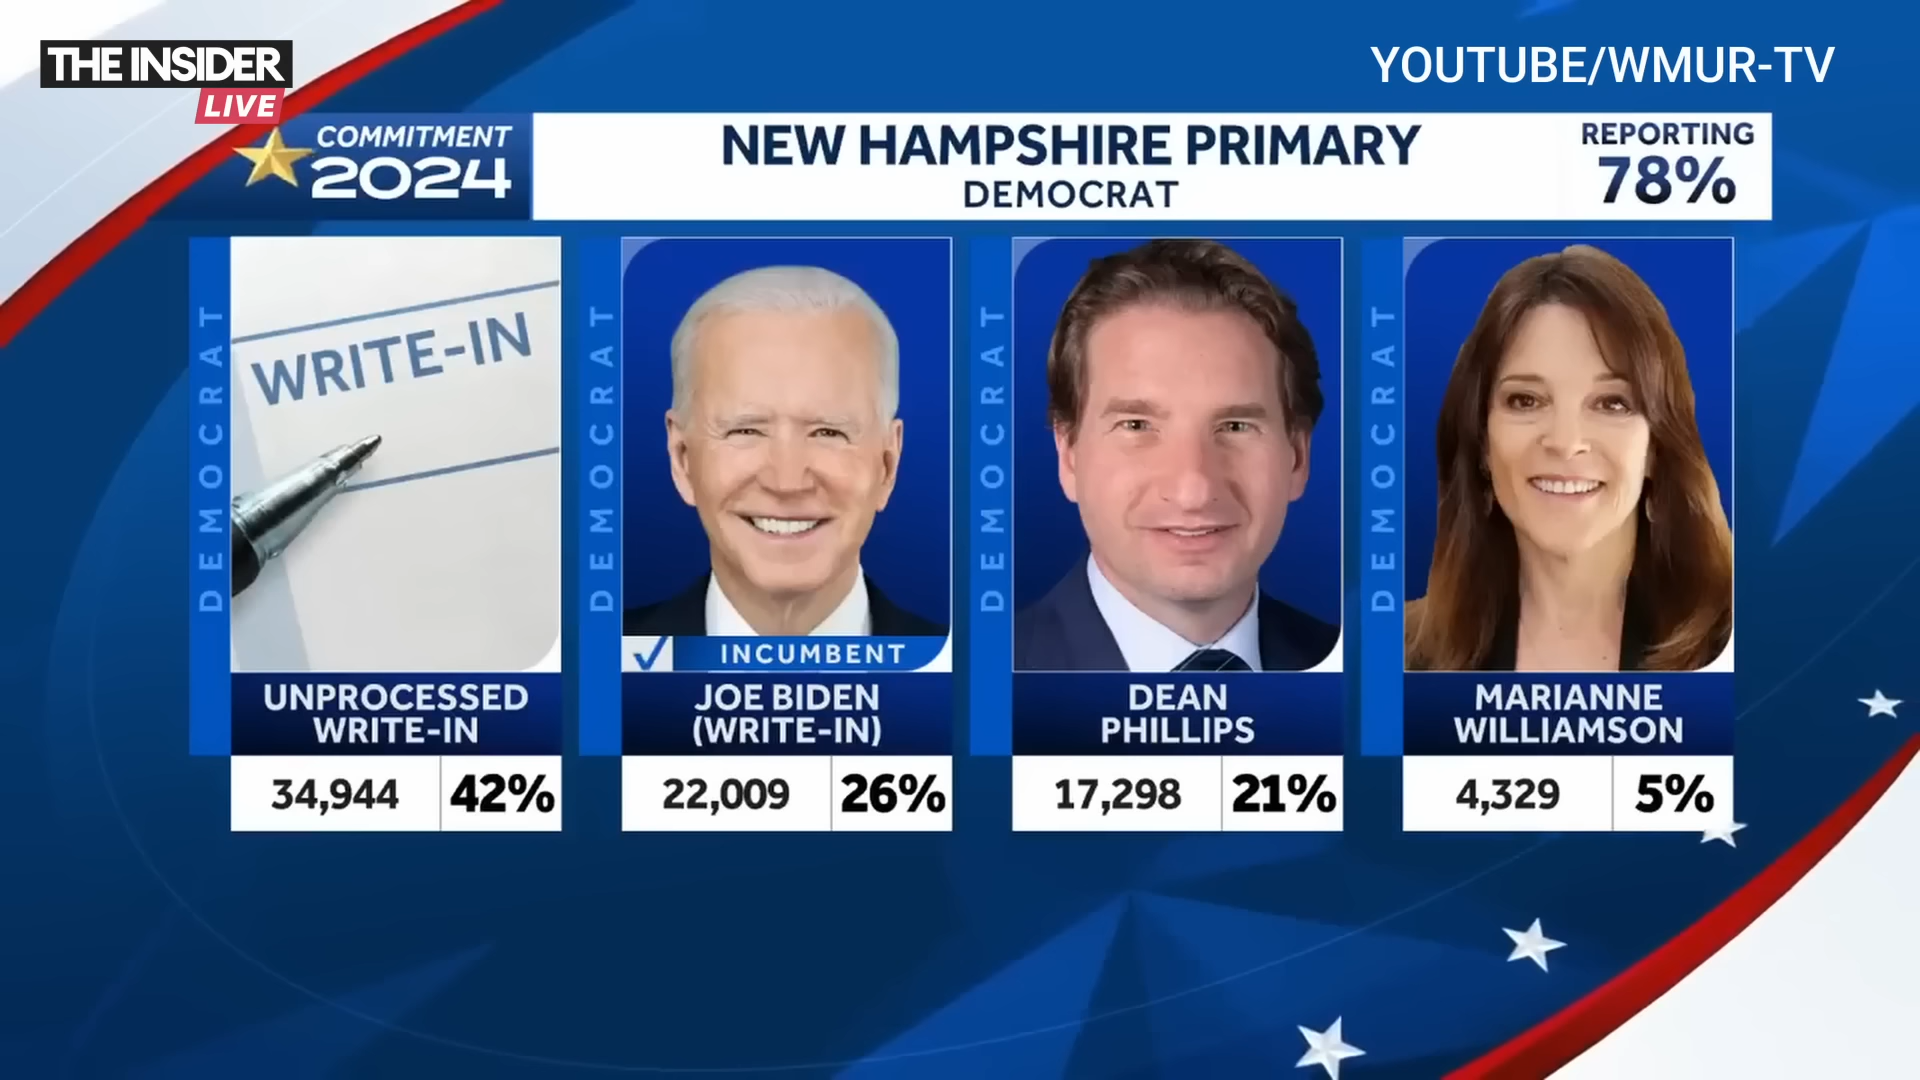 THE INSIDER
LIVE
YOUTUBE/WMUR-TV
COMMITMENT
2024
NEW HAMPSHIRE PRIMARY
DEMOCRAT
REPORTING
78%
DEMOCRAT
WRITE-IN
UNPROCESSED
WRITE-IN
34,944 42%
DEMOCRAT
INCUMBENT
JOE BIDEN
(WRITE-IN)
22,009 26%
DEMOCRAT
DEAN
PHILLIPS
17,298 21%
DEMOCRAT
MARIANNE
WILLIAMSON
4,329 5%